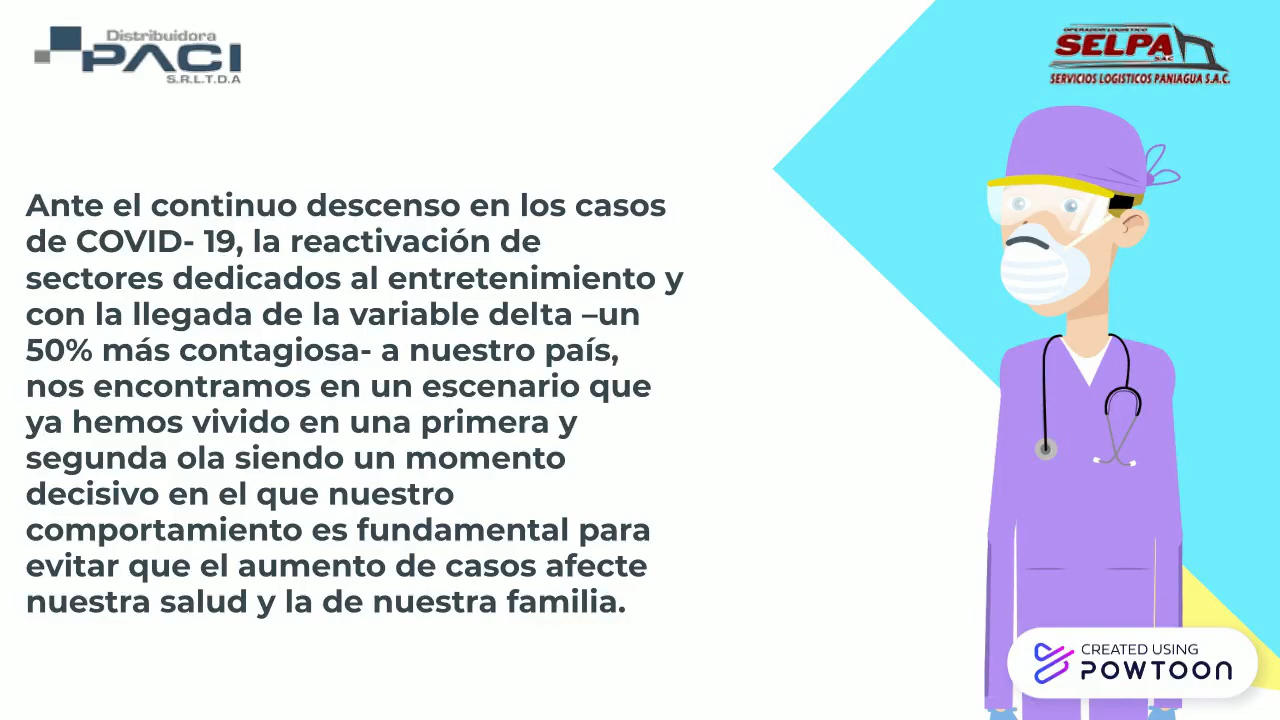 Distribuidora
PACI
S.R.L.T.D.A
OPERADOR LOGISTICO
SELPA
SAC
SERVICIOS LOGISTICOS PANIAGUA S.A.C.
Ante el continuo descenso en los casos
de COVID- 19, la reactivación de
sectores dedicados al entretenimiento y
con la llegada de la variable delta –un
50% más contagiosa- a nuestro país,
nos encontramos en un escenario que
ya hemos vivido en una primera y
segunda ola siendo un momento
decisivo en el que nuestro
comportamiento es fundamental para
evitar que el aumento de casos afecte
nuestra salud y la de nuestra familia.
CREATED USING
POWTOON